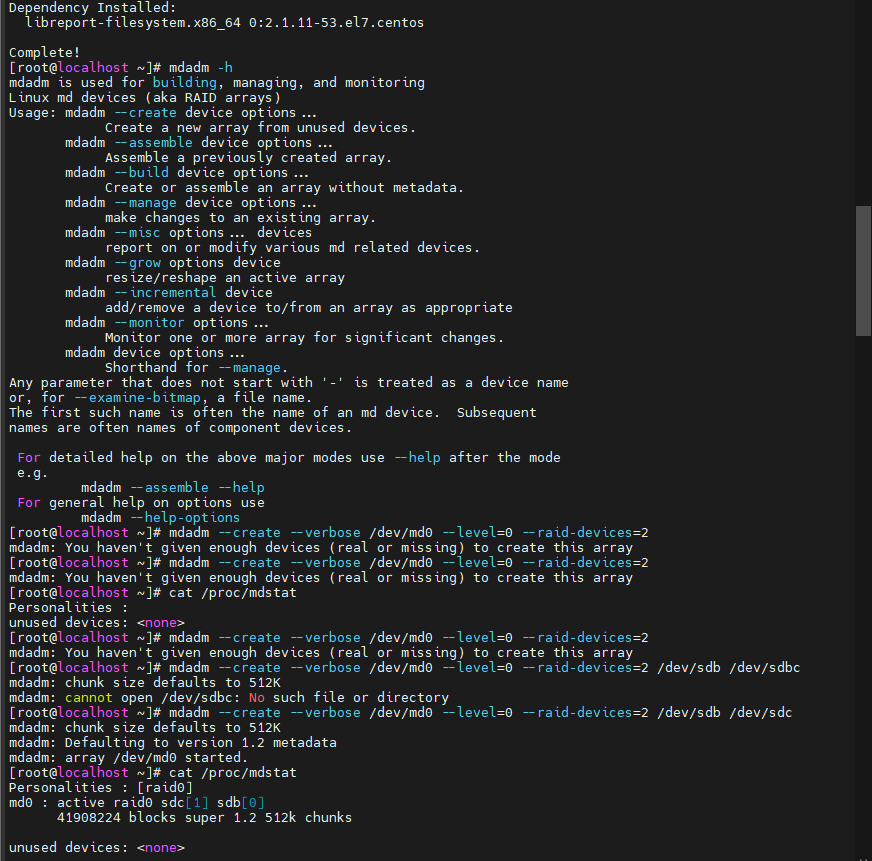 Dependency Installed:
  libreport-filesystem.x86_64 0:2.1.11-53.el7.centos

Complete!
[root@localhost ~]# mdadm -h
mdadm is used for building, managing, and monitoring
Linux md devices (aka RAID arrays)
Usage: mdadm --create device options...
            Create a new array from unused devices.
       mdadm --assemble device options...
            Assemble a previously created array.
       mdadm --build device options...
            Create or assemble an array without metadata.
       mdadm --manage device options...
            make changes to an existing array.
       mdadm --misc options... devices
            report on or modify various md related devices.
       mdadm --grow options device
            resize/reshape an active array
       mdadm --incremental device
            add/remove a device to/from an array as appropriate
       mdadm --monitor options...
            Monitor one or more array for significant changes.
       mdadm device options...
            Shorthand for --manage.
Any parameter that does not start with '-' is treated as a device name
or, for --examine-bitmap, a file name.
The first such name is often the name of an md device.  Subsequent
names are often names of component devices.

 For detailed help on the above major modes use --help after the mode
 e.g.
         mdadm --assemble --help
 For general help on options use
         mdadm --help-options
[root@localhost ~]# mdadm --create --verbose /dev/md0 --level=0 --raid-devices=2
mdadm: You haven't given enough devices (real or missing) to create this array
[root@localhost ~]# mdadm --create --verbose /dev/md0 --level=0 --raid-devices=2
mdadm: You haven't given enough devices (real or missing) to create this array
[root@localhost ~]# cat /proc/mdstat
Personalities :
unused devices: <none>
[root@localhost ~]# mdadm --create --verbose /dev/md0 --level=0 --raid-devices=2
mdadm: You haven't given enough devices (real or missing) to create this array
[root@localhost ~]# mdadm --create --verbose /dev/md0 --level=0 --raid-devices=2 /dev/sdb /dev/sdbc
mdadm: chunk size defaults to 512K
mdadm: cannot open /dev/sdbc: No such file or directory
[root@localhost ~]# mdadm --create --verbose /dev/md0 --level=0 --raid-devices=2 /dev/sdb /dev/sdc
mdadm: chunk size defaults to 512K
mdadm: Defaulting to version 1.2 metadata
mdadm: array /dev/md0 started.
[root@localhost ~]# cat /proc/mdstat
Personalities : [raid0]
md0 : active raid0 sdc[1] sdb[0]
      41908224 blocks super 1.2 512k chunks

unused devices: <none>